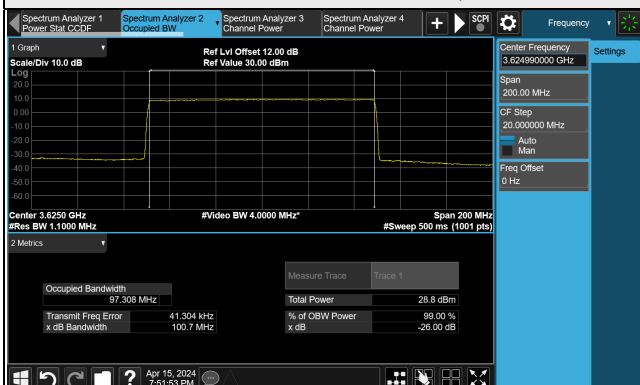 Spectrum Analyzer 1
Power Stat CCDF
Spectrum Analyzer 2
Occupied BW
Spectrum Analyzer 3
Channel Power
Spectrum Analyzer 4
Channel Power
SCPI
Frequency
1 Graph
Scale/Div 10.0 dB
Ref Lvl Offset 12.00 dB
Ref Value 30.00 dBm
Log
20.0
10.0
0.00
-10.0
-20.0
-30.0
-40.0
-50.0
-60.0
Center 3.6250 GHz
#Res BW 1.1000 MHz
#Video BW 4.0000 MHz*
Span 200 MHz
#Sweep 500 ms (1001 pts)
Center Frequency
3.624990000 GHz
Settings
Span
200.00 MHz
CF Step
20.000000 MHz
Auto
Man
Freq Offset
0 Hz
2 Metrics
Measure Trace
Trace 1
Occupied Bandwidth
97.308 MHz
Total Power
28.8 dBm
Transmit Freq Error
41.304 kHz
% of OBW Power
99.00 %
x dB Bandwidth
100.7 MHz
x dB
-26.00 dB
?
Apr 15, 2024
7:51:53 PM